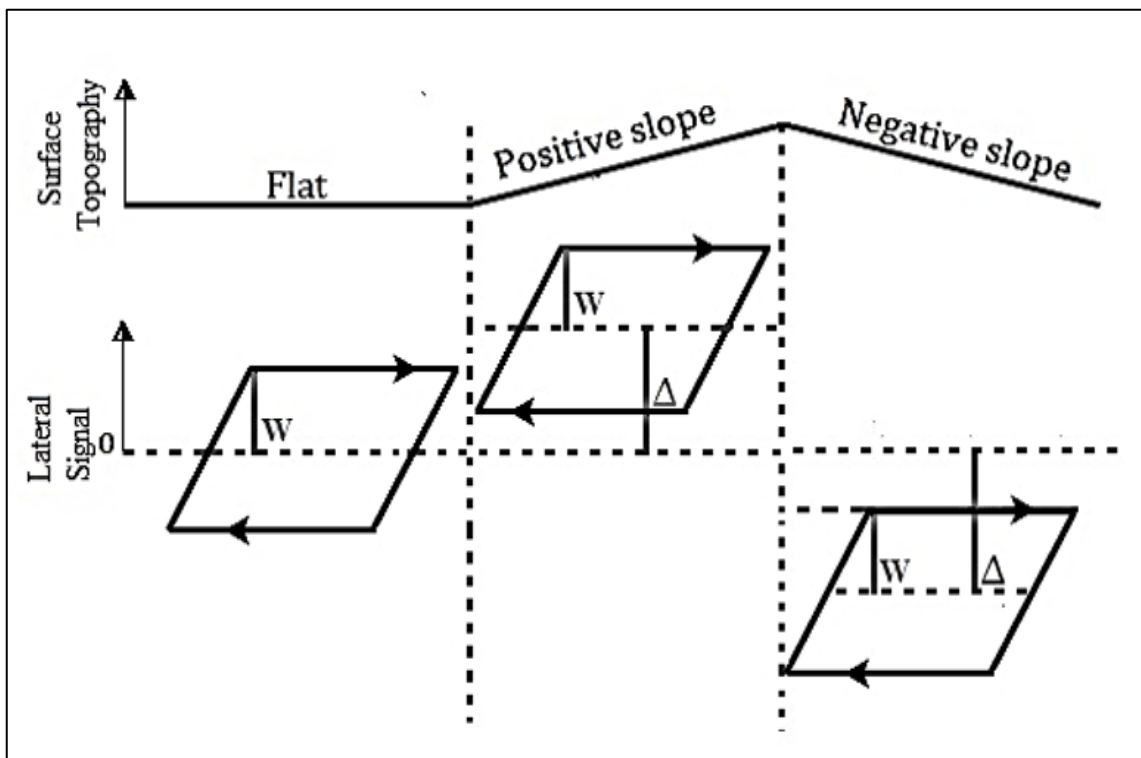 Surface
Topography
Flat
Positive slope
Negative slope
Lateral
Signal
0
W
W
Δ
W
Δ